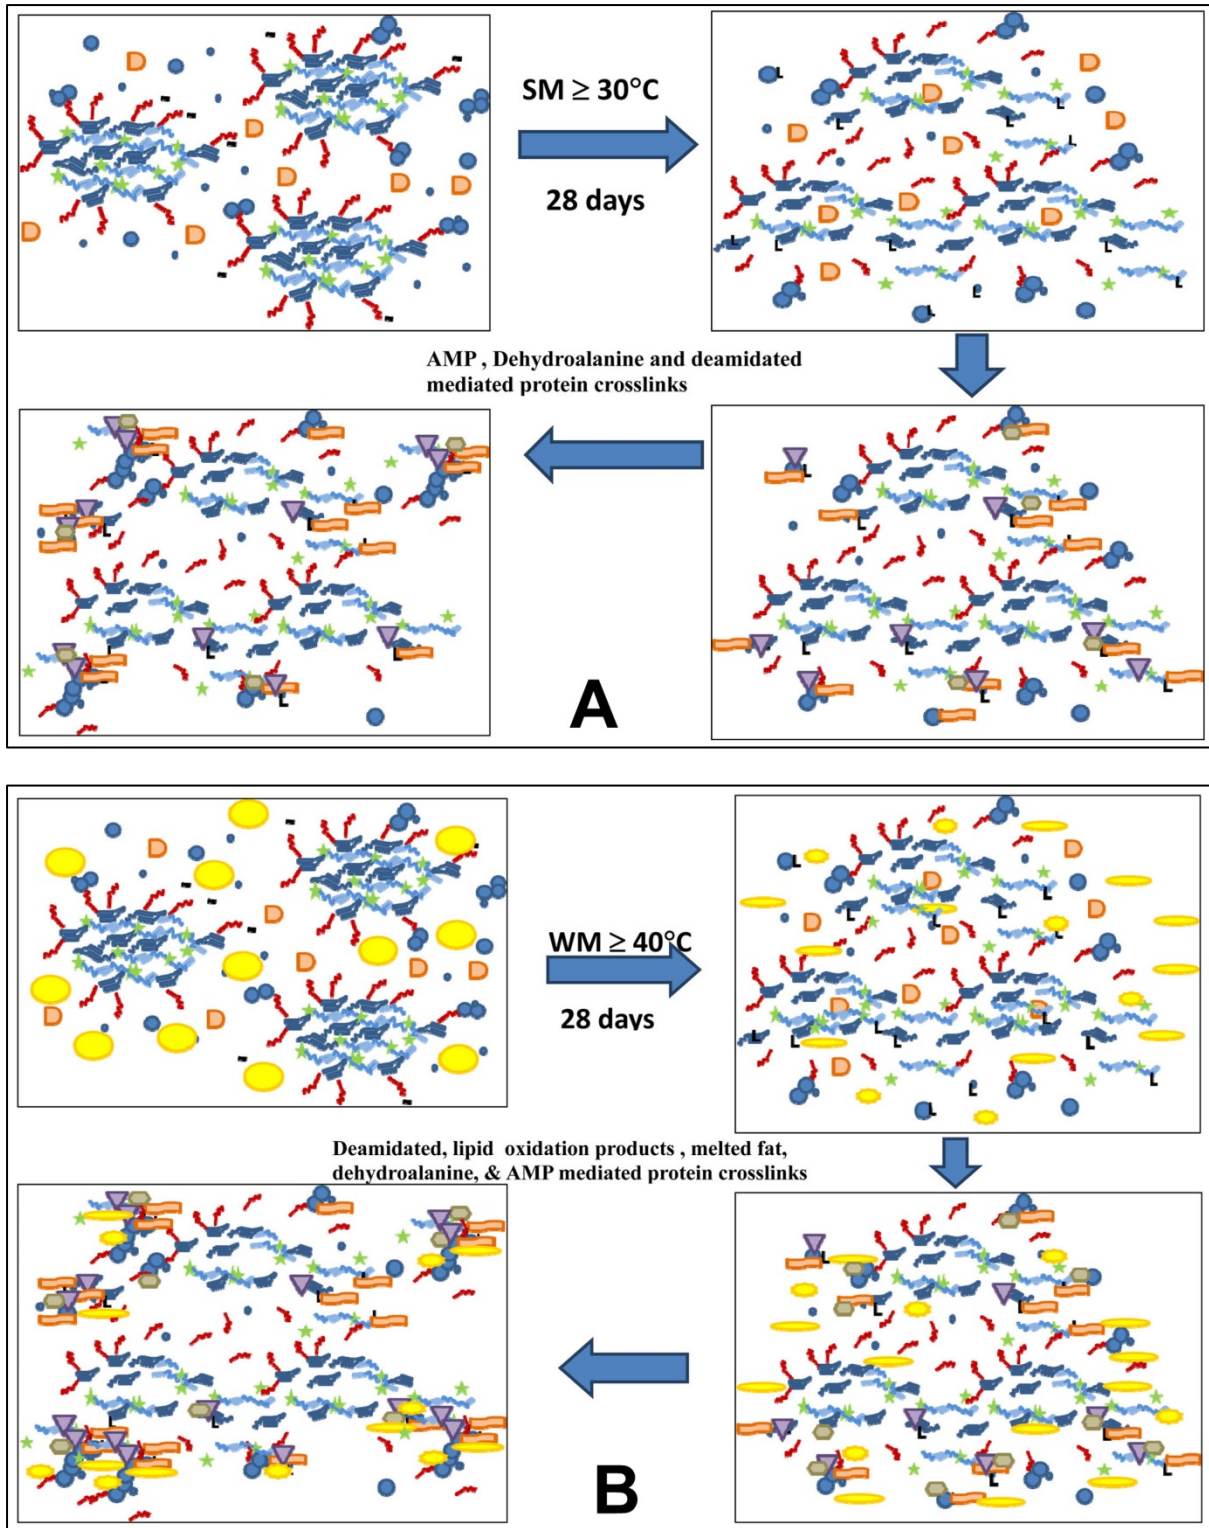 SM ≥ 30°C
28 days
AMP , Dehydroalanine and deamidated
mediated protein crosslinks
A
WM ≥ 40°C
28 days
Deamidated, lipid oxidation products , melted fat,
dehydroalanine, & AMP mediated protein crosslinks
B